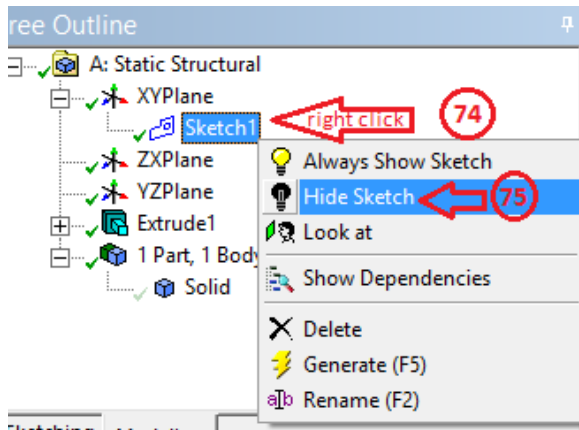 ree Outline
A: Static Structural
XYPlane
Sketch1 right click 74
ZXPlane
Always Show Sketch
YZPlane
Hide Sketch 75
Extrude1
Look at
1 Part, 1 Body
Show Dependencies
Solid
Delete
Generate (F5)
Rename (F2)